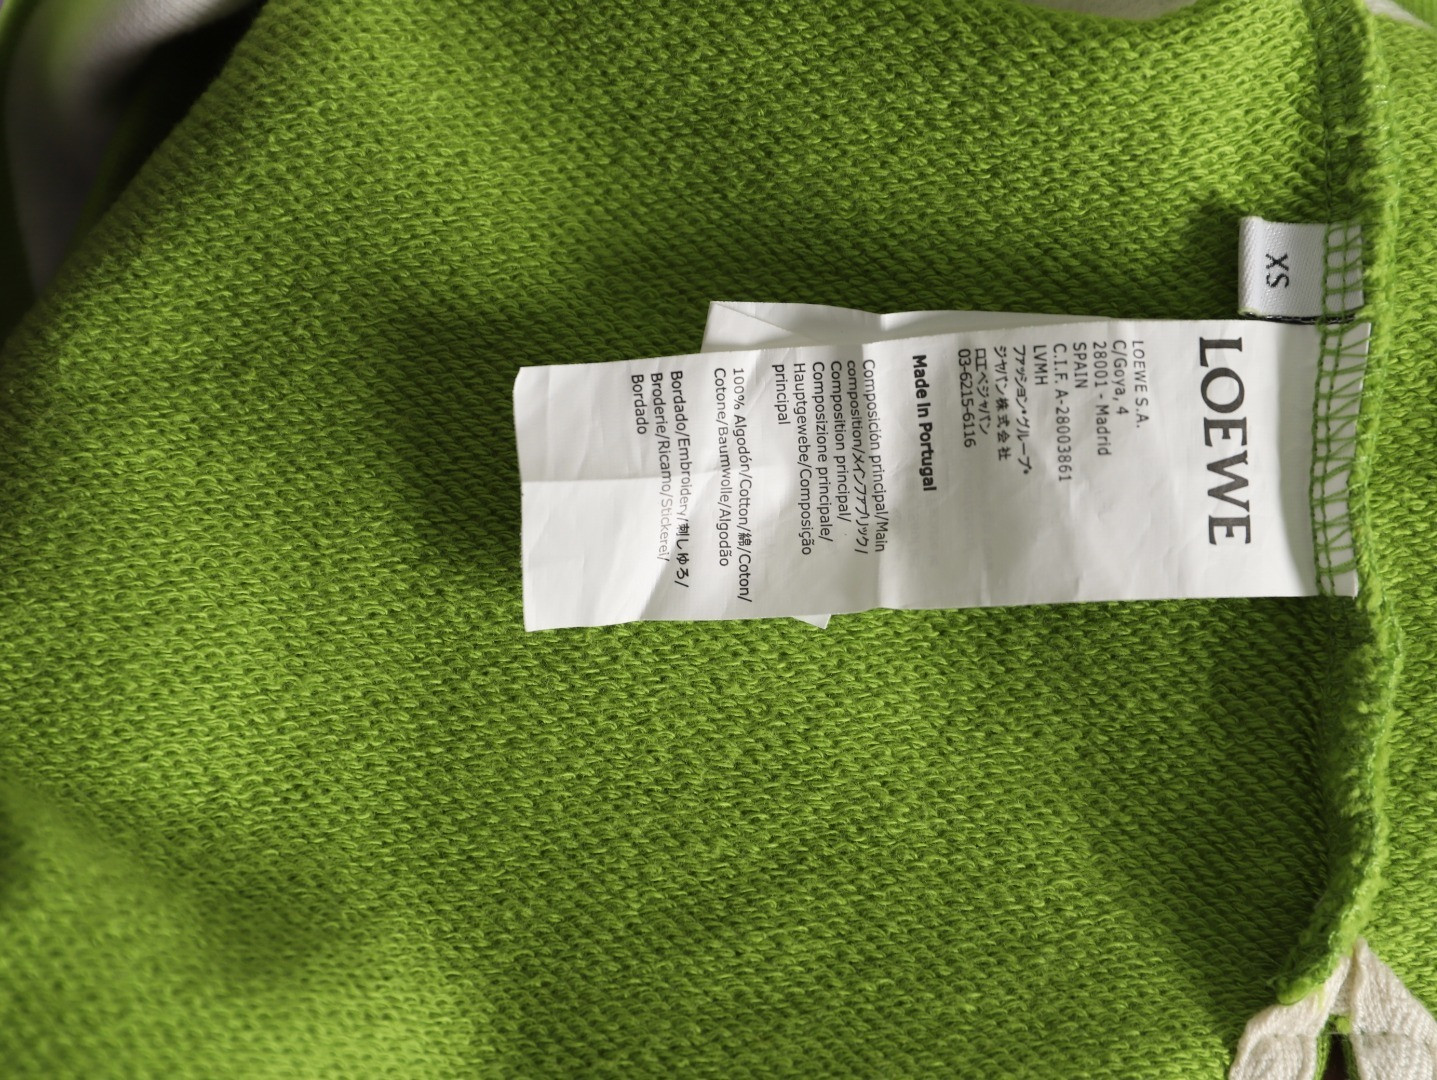 XS
LOEWE
LOEWE S.A.
C/Goya, 4
28001 - Madrid
SPAIN
C.I.F. A-28003861
LVMH
ファッション・グループ・
ジャパン株式会社
ロエベジャパン
03-6215-6116
Made In Portugal
Composición principal/Main
composition/メインファブリック/
Composition principal/
Composizione principale/
Hauptgewebe/Composição
principal
100% Algodón/Cotton/綿/Coton/
Cotone/Baumwolle/Algodão
Bordado/Embroidery/刺しゅう/
Broderie/Ricamo/Stickerei/
Bordado